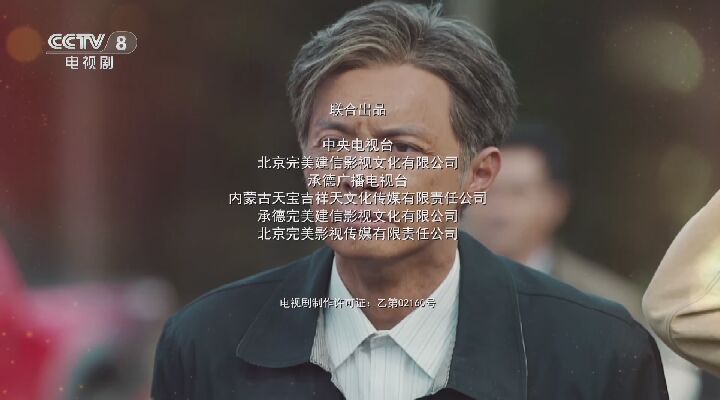 CCTV 8
电视剧
联合出品
中央电视台
北京完美建信影视文化有限公司
承德广播电视台
内蒙古天宝吉祥天文化传媒有限责任公司
承德完美建信影视文化有限公司
北京完美影视传媒有限责任公司
电视剧制作许可证：乙第02160号